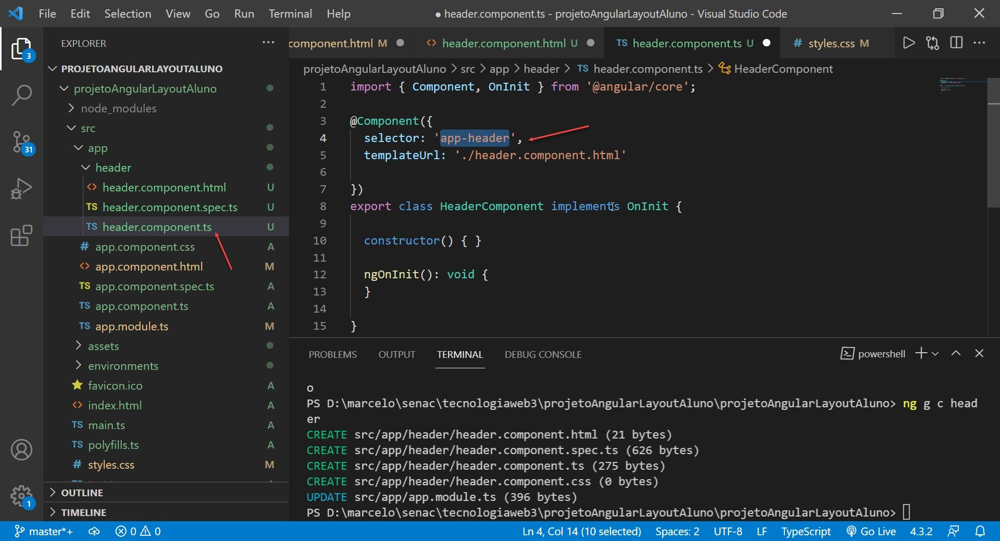 File Edit Selection View Go Run Terminal Help
● header.component.ts - projetoAngularLayoutAluno - Visual Studio Code
EXPLORER
3
31
1
PROJETOANGULARLAYOUTALUNO
projetoAngularLayoutAluno
node_modules
src
app
header
header.component.html U
TS header.component.spec.ts U
TS header.component.ts U
# app.component.css A
app.component.html M
TS app.component.spec.ts A
TS app.component.ts A
TS app.module.ts M
assets
environments
favicon.ico A
index.html A
TS main.ts A
TS polyfills.ts A
# styles.css M
OUTLINE
TIMELINE
component.html M
header.component.html U
TS header.component.ts U
# styles.css M
projetoAngularLayoutAluno > src > app > header > TS header.component.ts > HeaderComponent
1 import { Component, OnInit } from '@angular/core';
2
3 @Component({
4 selector: 'app-header',
5 templateUrl: './header.component.html'
6
7 })
8 export class HeaderComponent implements OnInit {
9
10 constructor() { }
11
12 ngOnInit(): void {
13 }
14
15 }
PROBLEMS OUTPUT TERMINAL DEBUG CONSOLE
powershell
o
PS D:\marcelo\senac\tecnologiaweb3\projetoAngularLayoutAluno\projetoAngularLayoutAluno> ng g c head
er
CREATE src/app/header/header.component.html (21 bytes)
CREATE src/app/header/header.component.spec.ts (626 bytes)
CREATE src/app/header/header.component.ts (275 bytes)
CREATE src/app/header/header.component.css (0 bytes)
UPDATE src/app/app.module.ts (396 bytes)
PS D:\marcelo\senac\tecnologiaweb3\projetoAngularLayoutAluno\projetoAngularLayoutAluno>
master*+ 0 0
Ln 4, Col 14 (10 selected) Spaces: 2 UTF-8 LF TypeScript Go Live 4.3.2